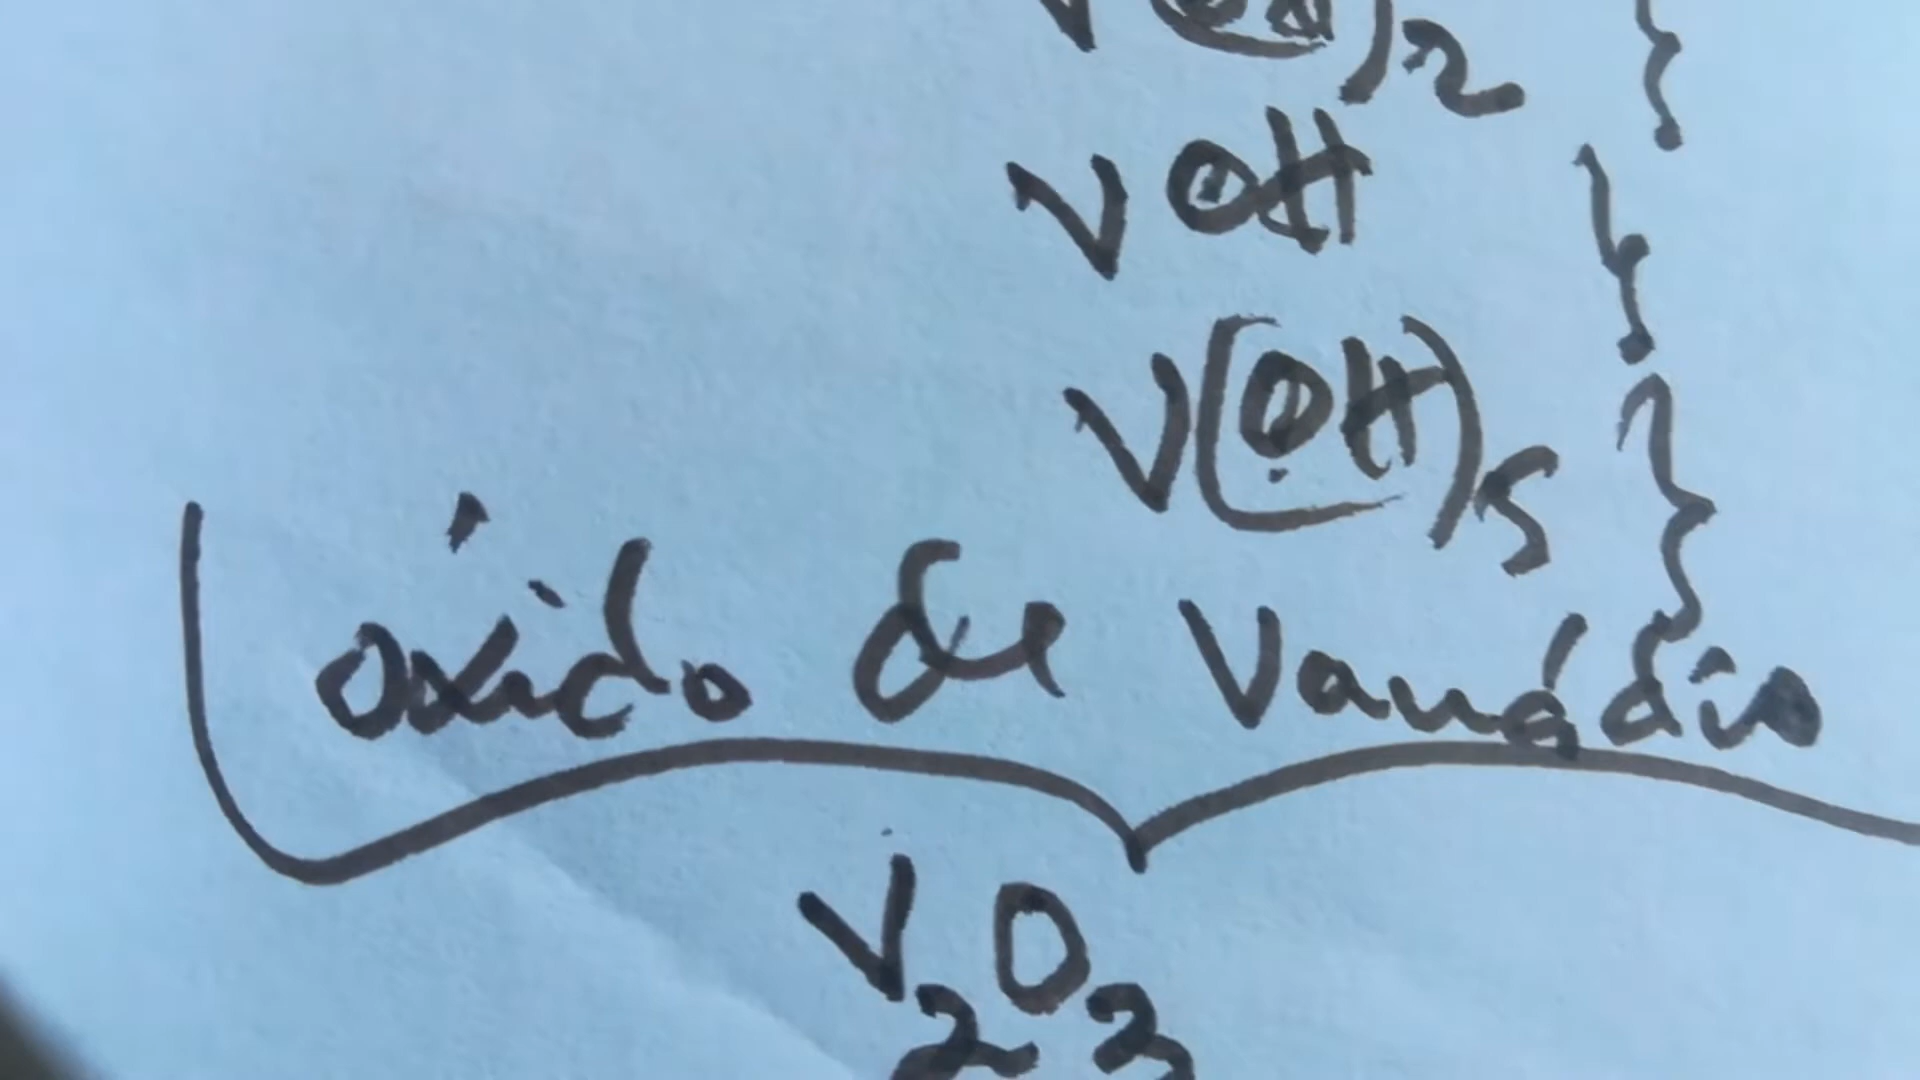 V(OH)2
VOH
V(OH)5
óxido de Vanádio
V2O3